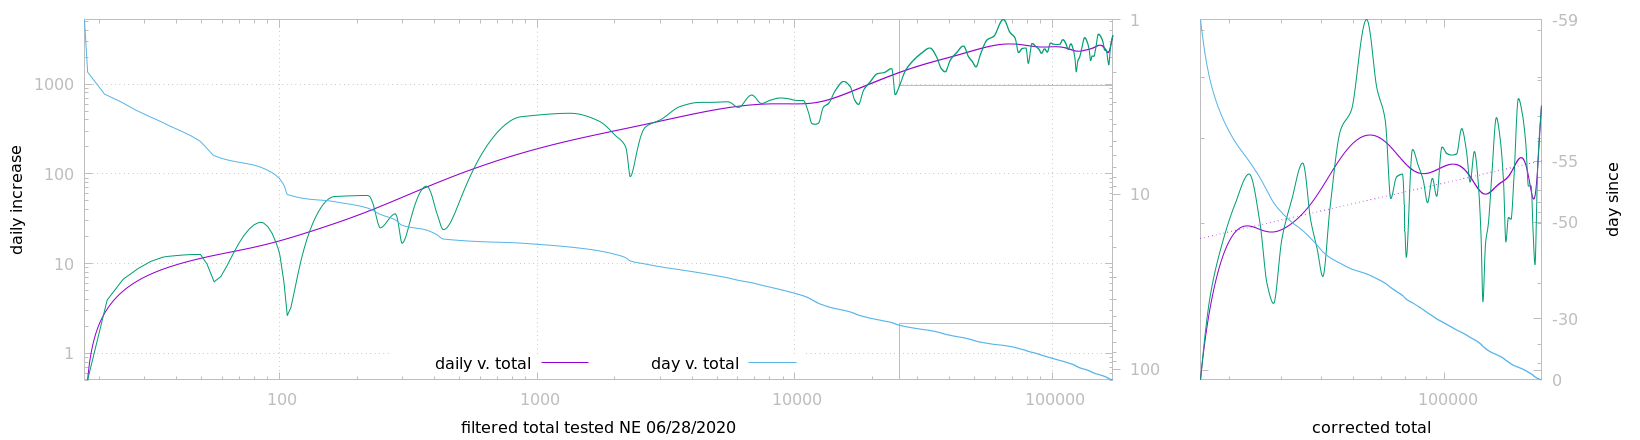 daily increase
1000
100
10
1
daily v. total
day v. total
100
1000
10000
100000
filtered total tested NE 06/28/2020
1
10
100
100000
corrected total
-59
-55
-50
-30
0
day since